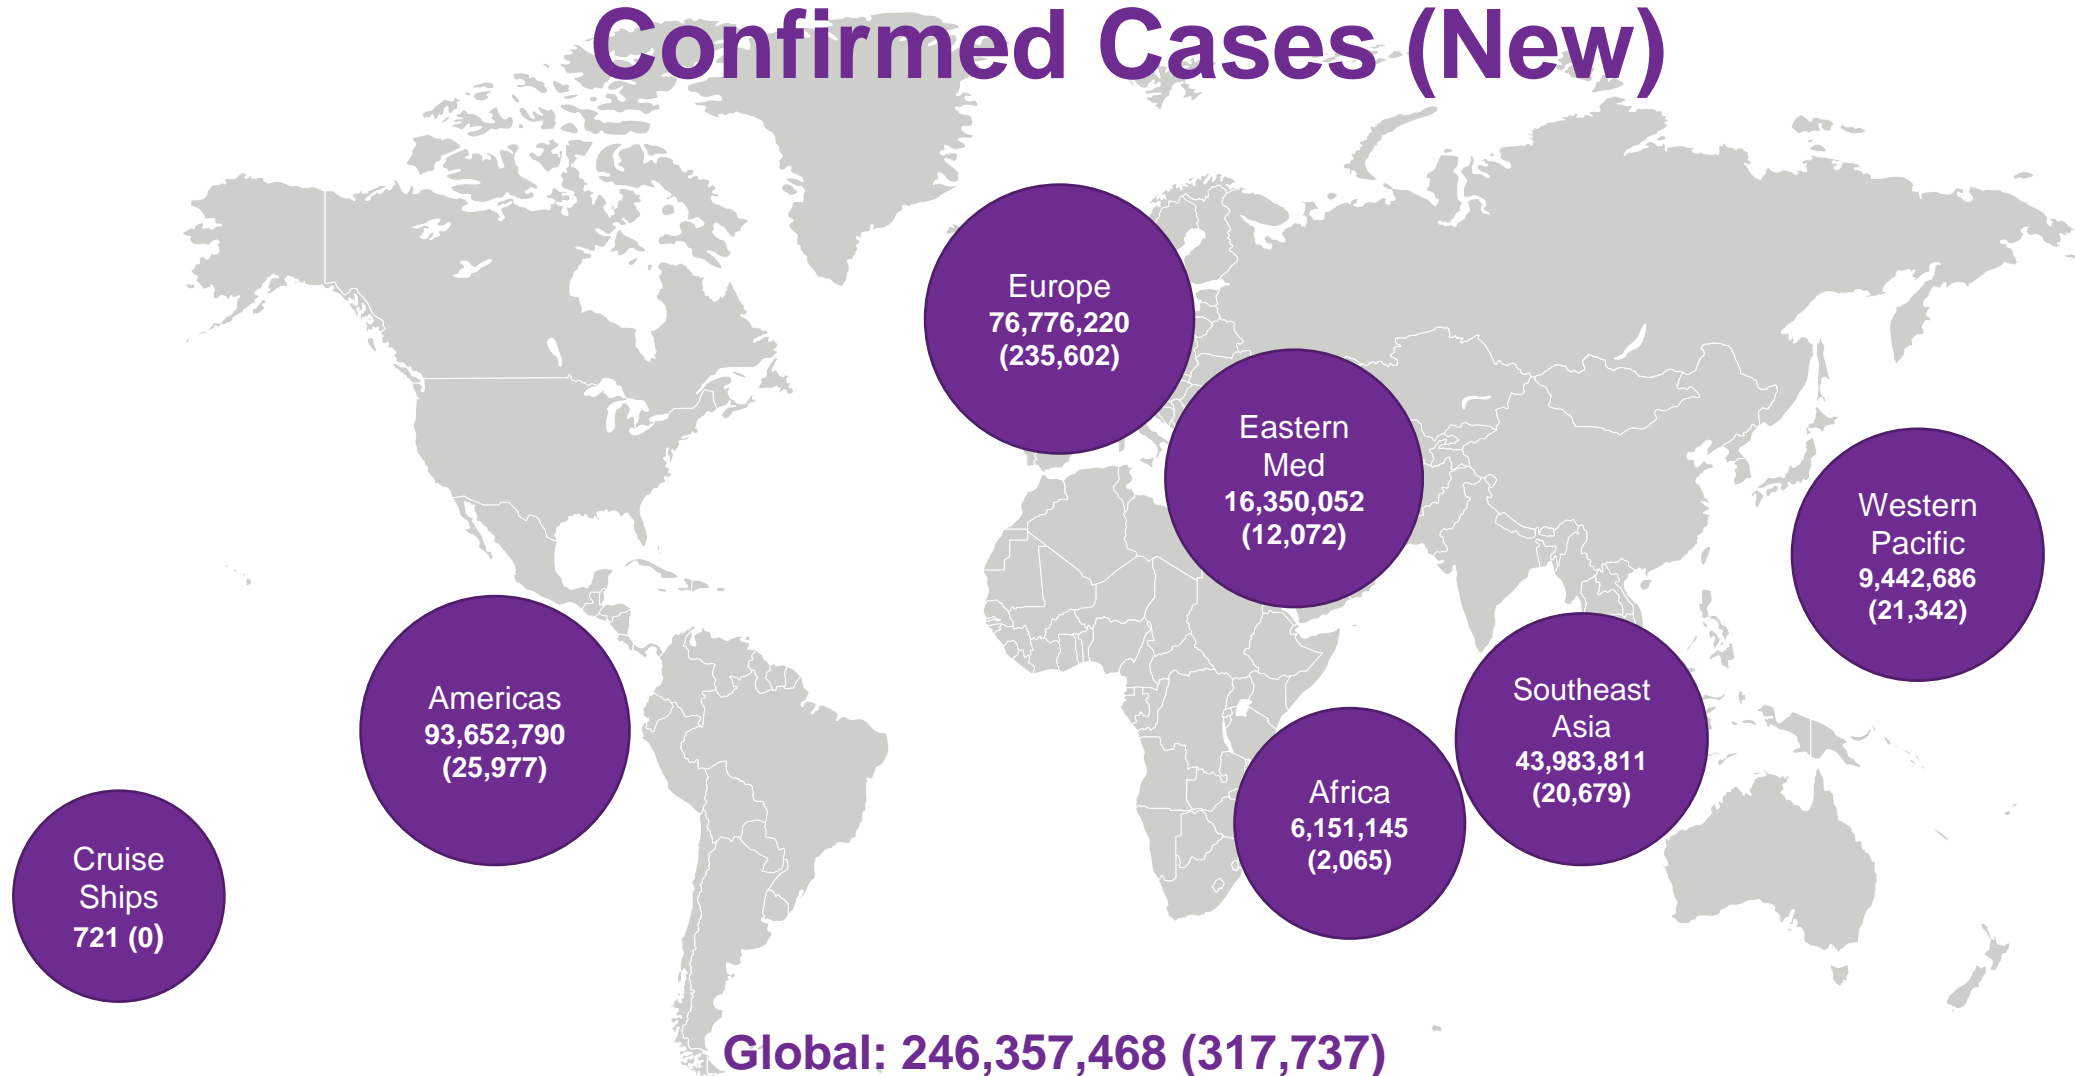 Confirmed Cases (New)
Europe
76,776,220
(235,602)
Eastern
Med
16,350,052
(12,072)
Western
Pacific
9,442,686
(21,342)
Americas
93,652,790
(25,977)
Southeast
Asia
43,983,811
(20,679)
Africa
6,151,145
(2,065)
Cruise
Ships
721 (0)
Global: 246,357,468 (317,737)